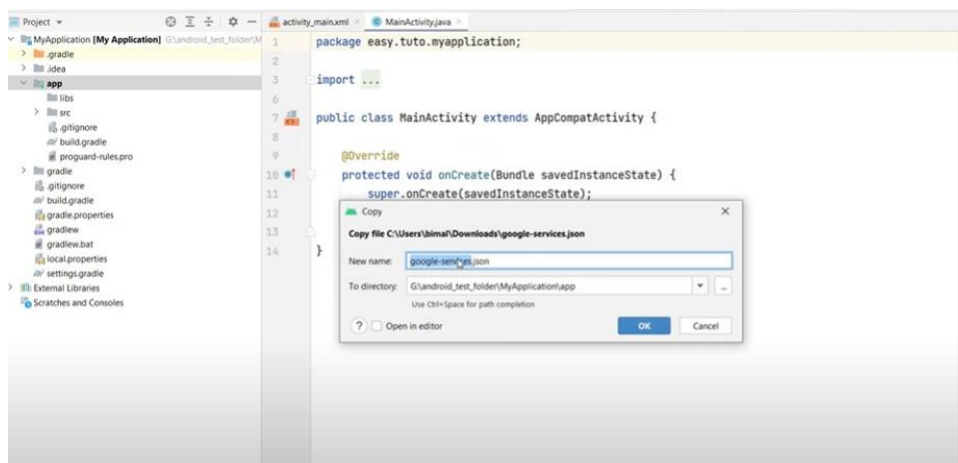 Project
activity_main.xml
MainActivity.java
MyApplication [My Application] G:\android_test_folder\M
.gradle
.idea
app
libs
src
.gitignore
build.gradle
proguard-rules.pro
gradle
.gitignore
build.gradle
gradle.properties
gradlew
gradlew.bat
local.properties
settings.gradle
External Libraries
Scratches and Consoles
1 package easy.tuto.myapplication;
2
3 import ...
6
7 public class MainActivity extends AppCompatActivity {
8
9 @Override
10 protected void onCreate(Bundle savedInstanceState) {
11 super.onCreate(savedInstanceState);
12
13
14 }
Copy
Copy file C:\Users\bimal\Downloads\google-services.json
New name: google-services.json
To directory: G:\android_test_folder\MyApplication\app
Use Ctrl+Space for path completion
? Open in editor OK Cancel